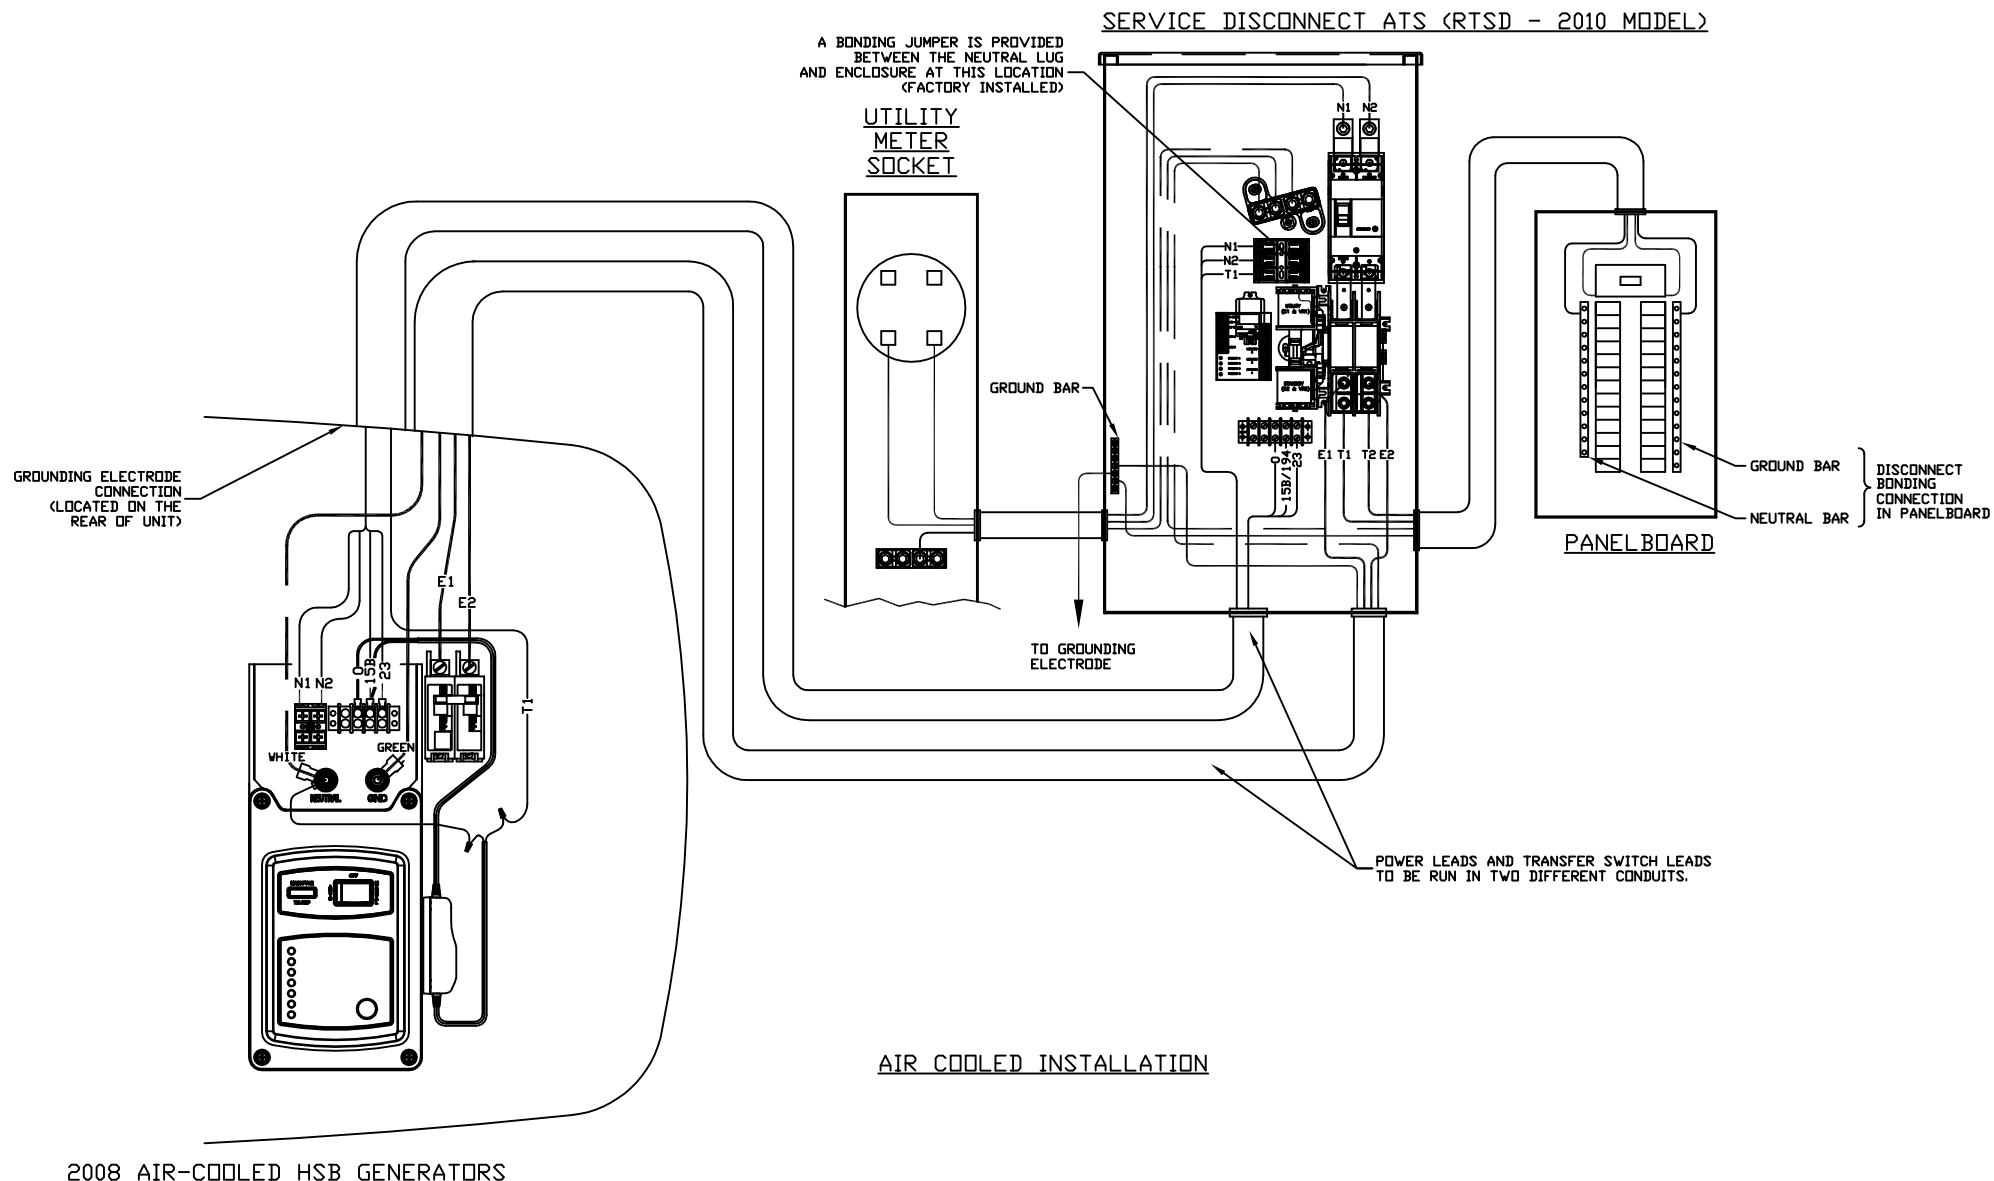 SERVICE DISCONNECT ATS (RTSD - 2010 MODEL)
A BONDING JUMPER IS PROVIDED
BETWEEN THE NEUTRAL LUG
AND ENCLOSURE AT THIS LOCATION
(FACTORY INSTALLED)
UTILITY
METER
SOCKET
N1 N2
N1
N2
T1
UTILITY
GROUND BAR
E1 T1 T2 E2
0
15B/194
23
GROUND BAR
NEUTRAL BAR
DISCONNECT
BONDING
CONNECTION
IN PANELBOARD
PANELBOARD
GROUNDING ELECTRODE
CONNECTION
(LOCATED ON THE
REAR OF UNIT)
E1
E2
TO GROUNDING
ELECTRODE
N1 N2
0
15B
23
T1
WHITE
GREEN
NEUTRAL
GND
POWER LEADS AND TRANSFER SWITCH LEADS
TO BE RUN IN TWO DIFFERENT CONDUITS.
AIR COOLED INSTALLATION
2008 AIR-COOLED HSB GENERATORS